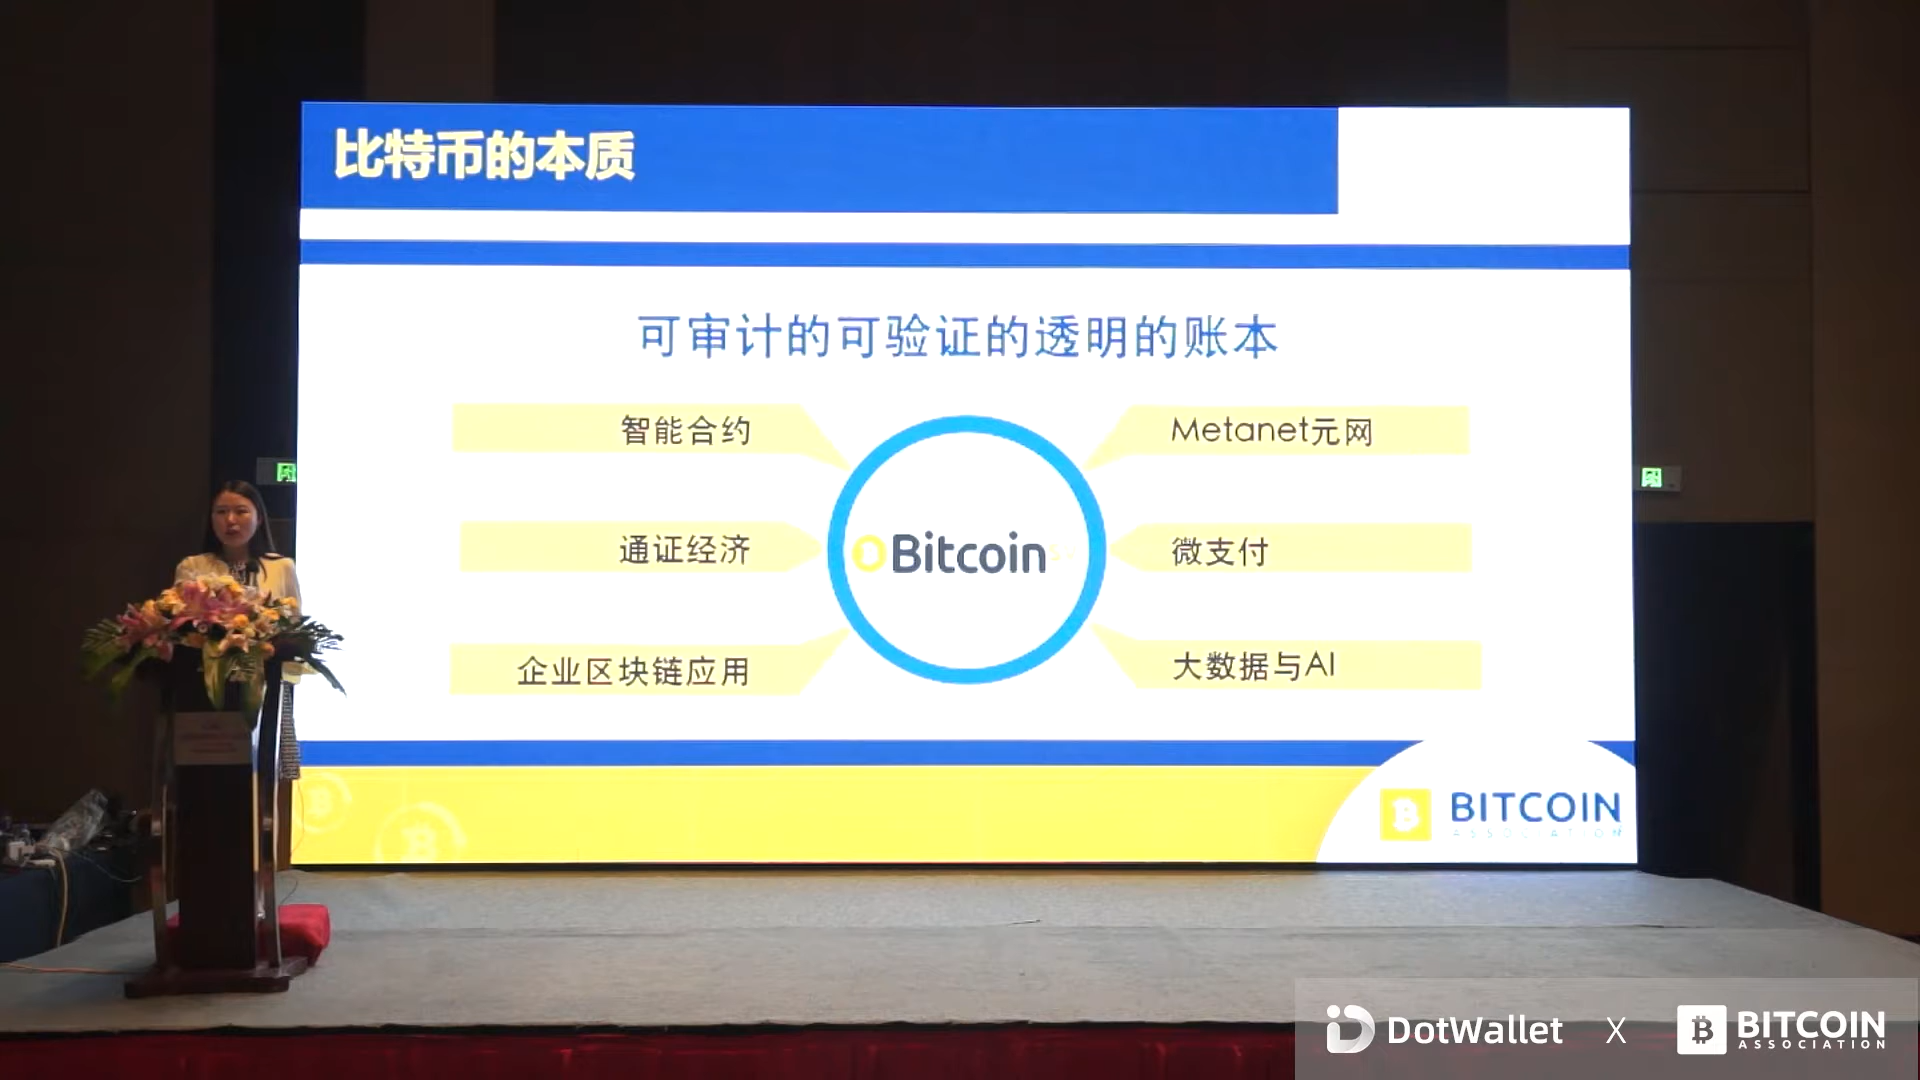 比特币的本质
可审计的可验证的透明的账本
智能合约
Metanet元网
Bitcoin
通证经济
微支付
企业区块链应用
大数据与AI
BITCOIN
ASSOCIATION
DotWallet X BITCOIN
ASSOCIATION